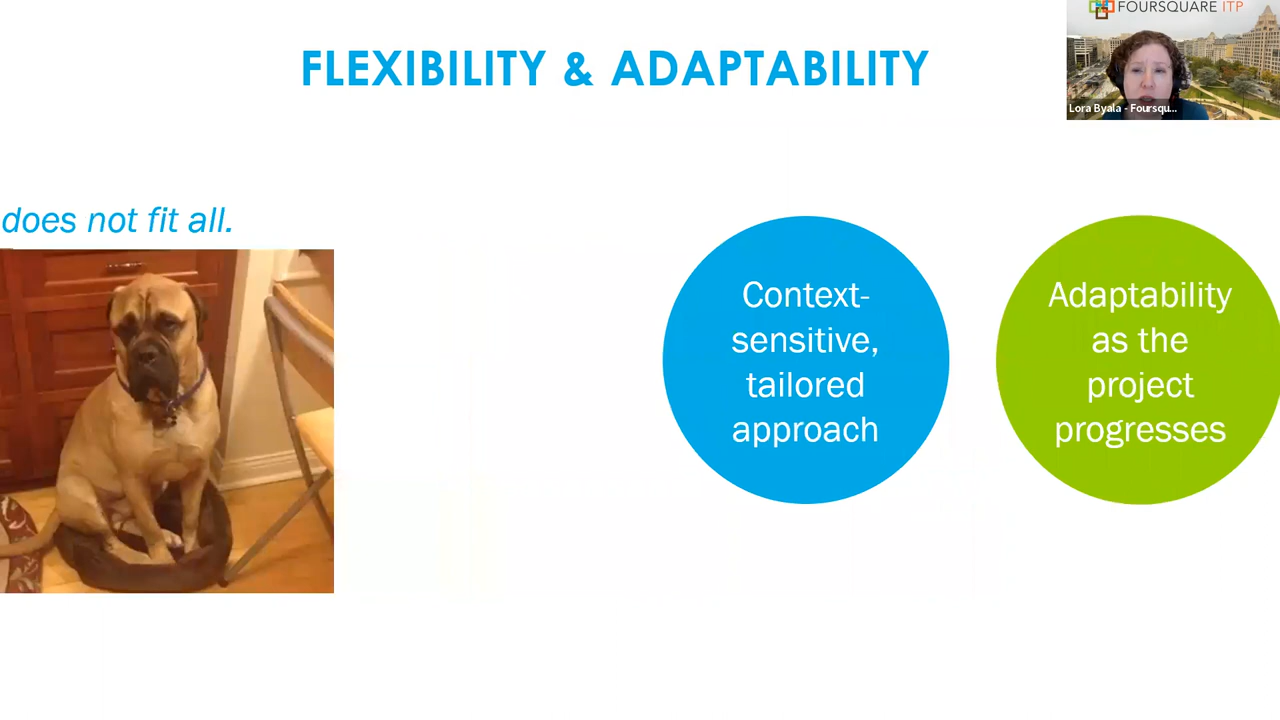 FOURSQUARE ITP
FLEXIBILITY & ADAPTABILITY
Lora Byala - Foursqu...
does not fit all.
Context-
sensitive,
tailored
approach
Adaptability
as the
project
progresses